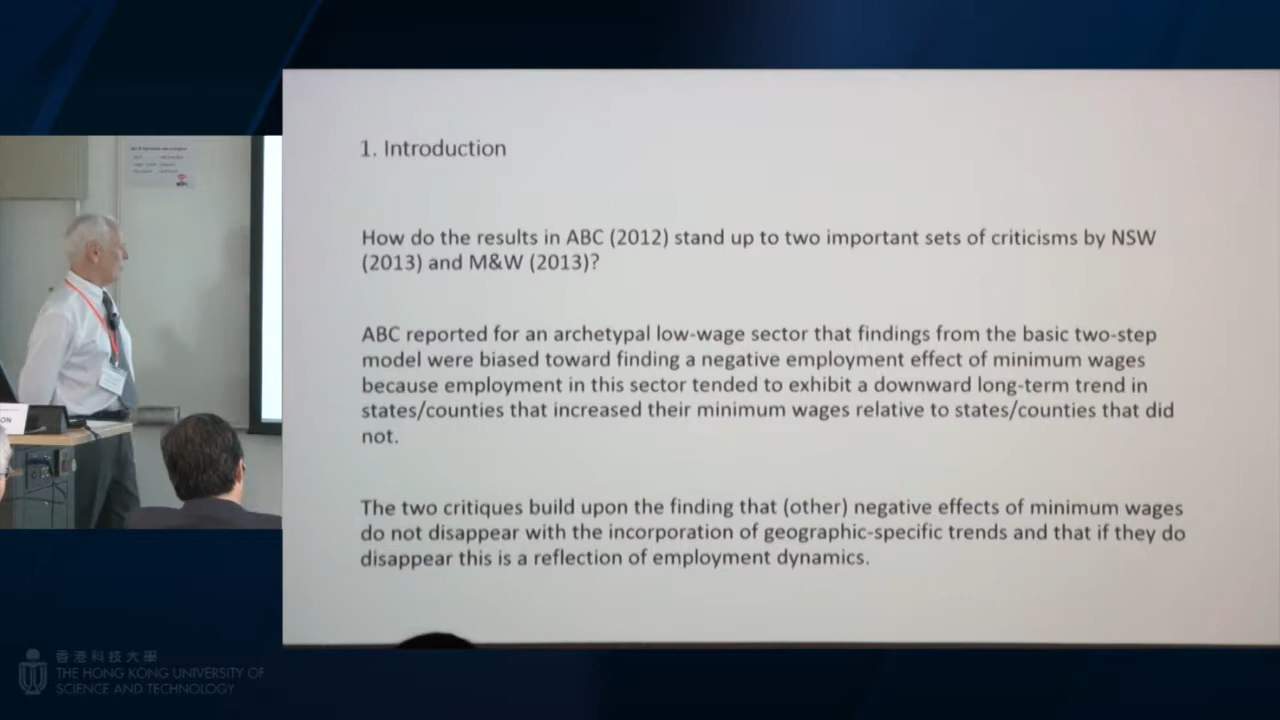 1. Introduction
How do the results in ABC (2012) stand up to two important sets of criticisms by NSW
(2013) and M&W (2013)?
ABC reported for an archetypal low-wage sector that findings from the basic two-step
model were biased toward finding a negative employment effect of minimum wages
because employment in this sector tended to exhibit a downward long-term trend in
states/counties that increased their minimum wages relative to states/counties that did
not.
The two critiques build upon the finding that (other) negative effects of minimum wages
do not disappear with the incorporation of geographic-specific trends and that if they do
disappear this is a reflection of employment dynamics.
ON
香港科技大學
THE HONG KONG UNIVERSITY OF
SCIENCE AND TECHNOLOGY